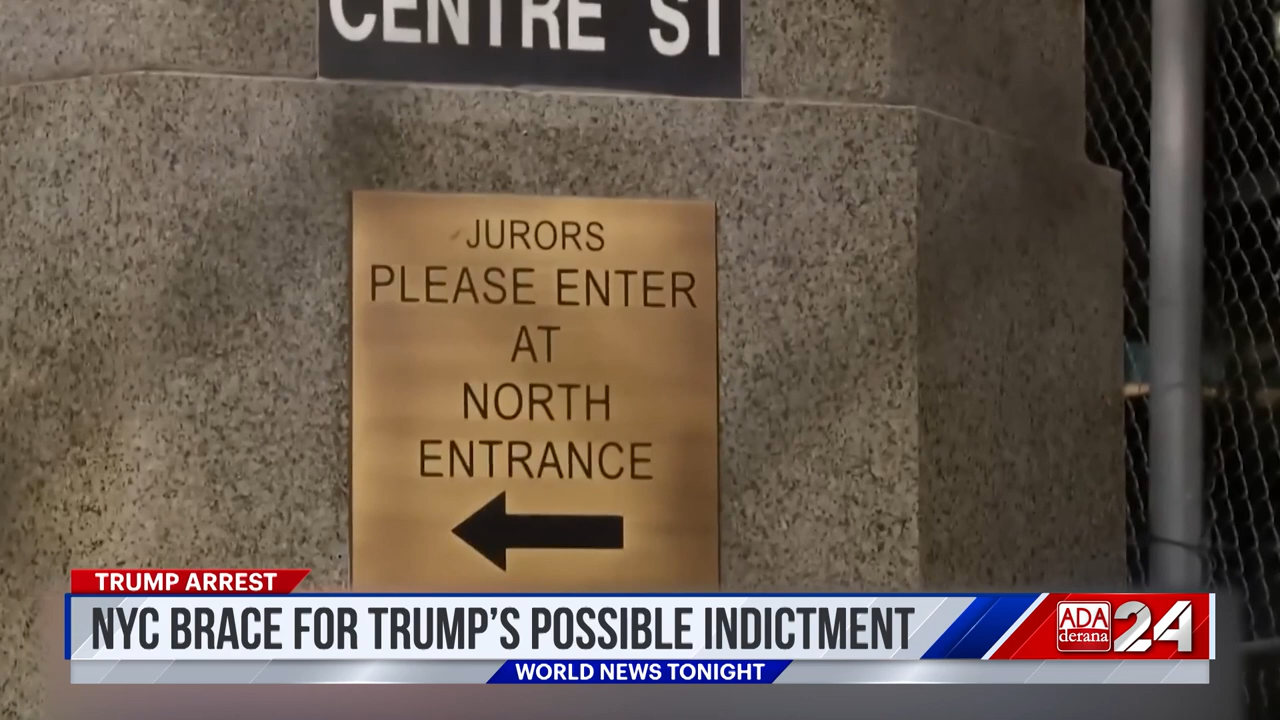 CENTRE ST
JURORS
PLEASE ENTER
AT
NORTH
ENTRANCE
TRUMP ARREST
NYC BRACE FOR TRUMP'S POSSIBLE INDICTMENT
ADA
derana
24
WORLD NEWS TONIGHT